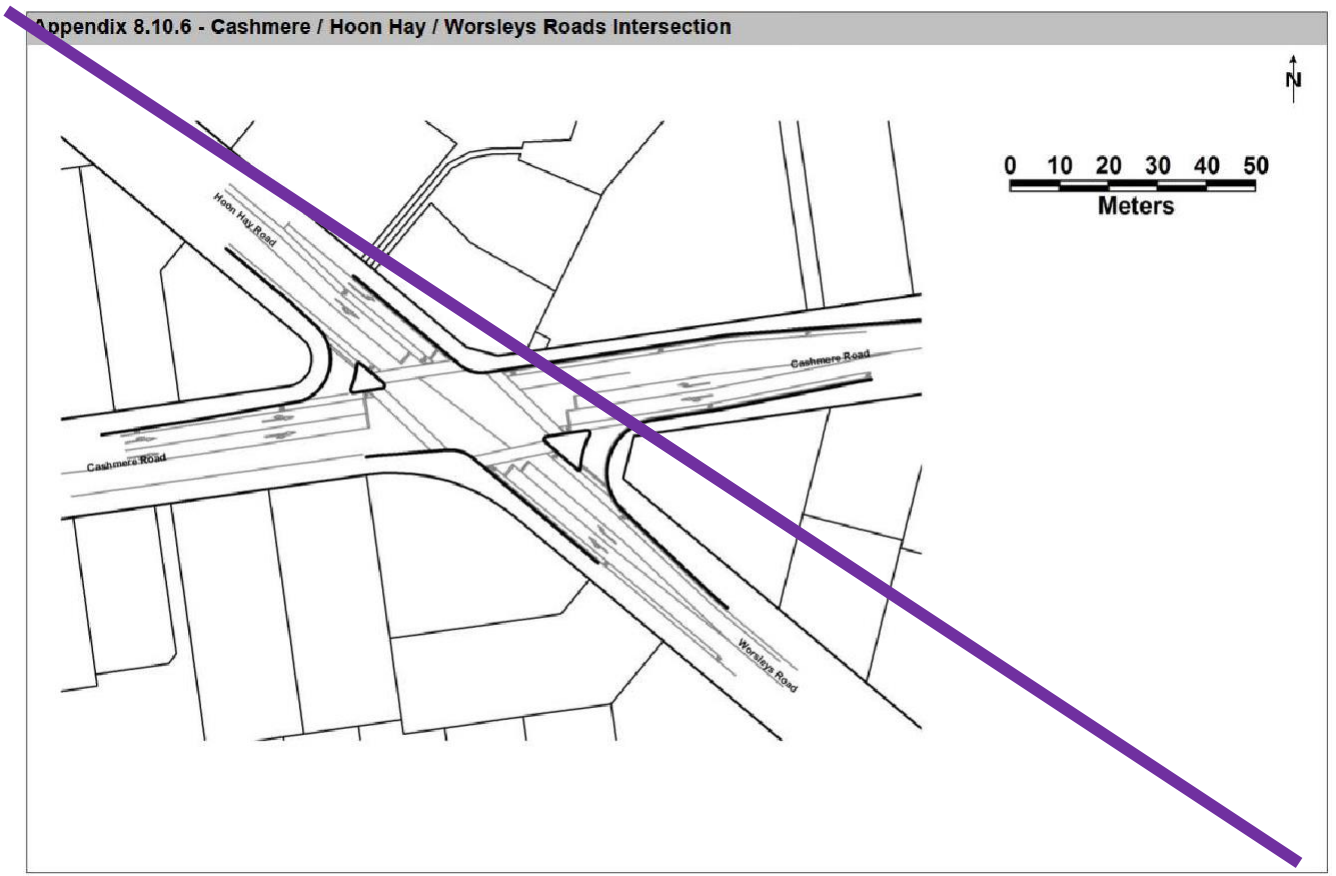 Appendix 8.10.6 - Cashmere / Hoon Hay / Worsleys Roads Intersection
N
0 10 20 30 40 50
Meters
Hoon Hay Road
Cashmere Road
Cashmere Road
Worsleys Road